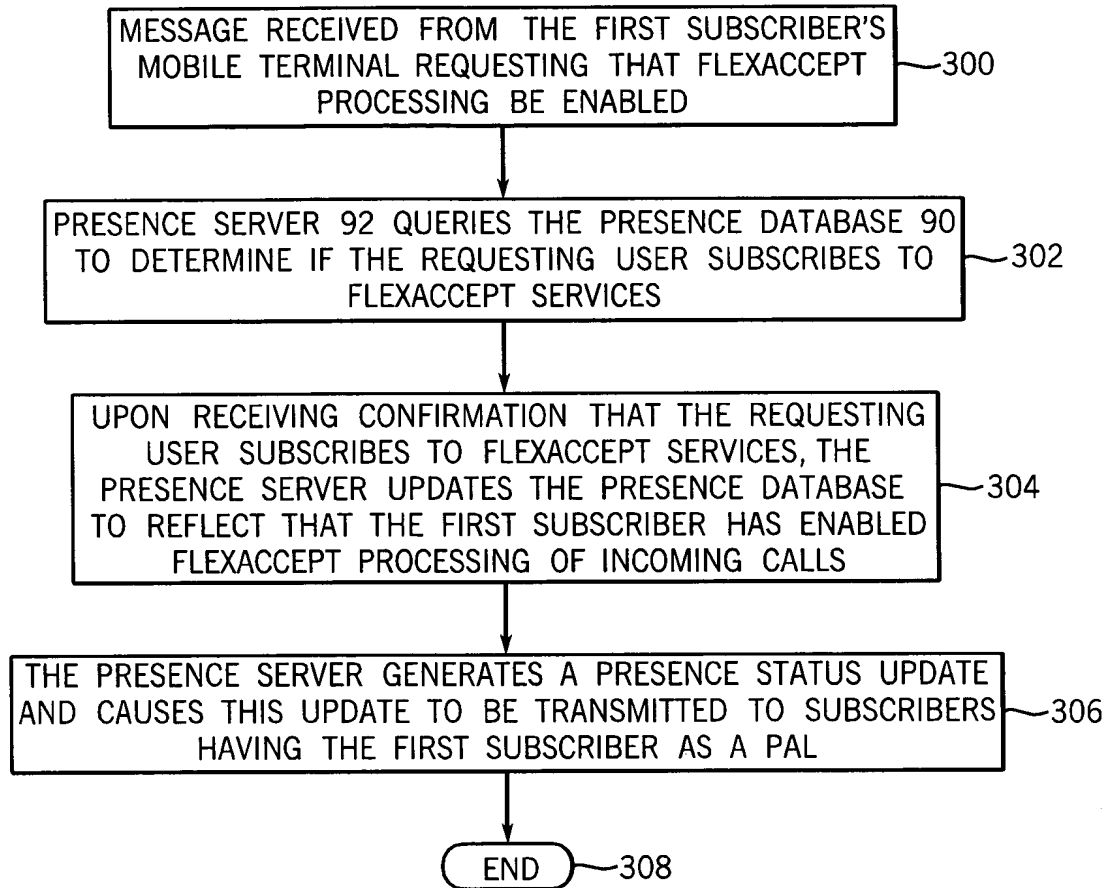 MESSAGE RECEIVED FROM THE FIRST SUBSCRIBER'S
MOBILE TERMINAL REQUESTING THAT FLEXACCEPT
PROCESSING BE ENABLED
300
PRESENCE SERVER 92 QUERIES THE PRESENCE DATABASE 90
TO DETERMINE IF THE REQUESTING USER SUBSCRIBES TO
FLEXACCEPT SERVICES
302
UPON RECEIVING CONFIRMATION THAT THE REQUESTING
USER SUBSCRIBES TO FLEXACCEPT SERVICES, THE
PRESENCE SERVER UPDATES THE PRESENCE DATABASE
TO REFLECT THAT THE FIRST SUBSCRIBER HAS ENABLED
FLEXACCEPT PROCESSING OF INCOMING CALLS
304
THE PRESENCE SERVER GENERATES A PRESENCE STATUS UPDATE
AND CAUSES THIS UPDATE TO BE TRANSMITTED TO SUBSCRIBERS
HAVING THE FIRST SUBSCRIBER AS A PAL
306
END
308